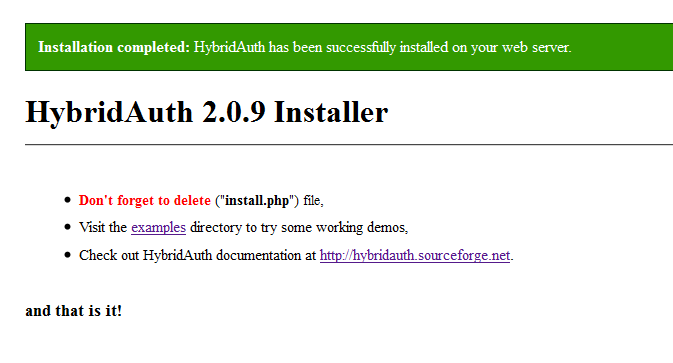 Installation completed: HybridAuth has been successfully installed on your web server.
HybridAuth 2.0.9 Installer
Don't forget to delete ("install.php") file,
Visit the examples directory to try some working demos,
Check out HybridAuth documentation at http://hybridauth.sourceforge.net.
and that is it!